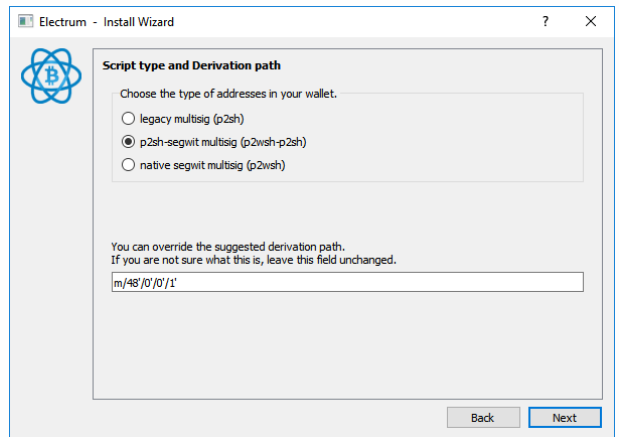 Electrum - Install Wizard
Script type and Derivation path
Choose the type of addresses in your wallet.
legacy multisig (p2sh)
p2sh-segwit multisig (p2wsh-p2sh)
native segwit multisig (p2wsh)
You can override the suggested derivation path.
If you are not sure what this is, leave this field unchanged.
m/48'/0'/0'/1'
Back Next